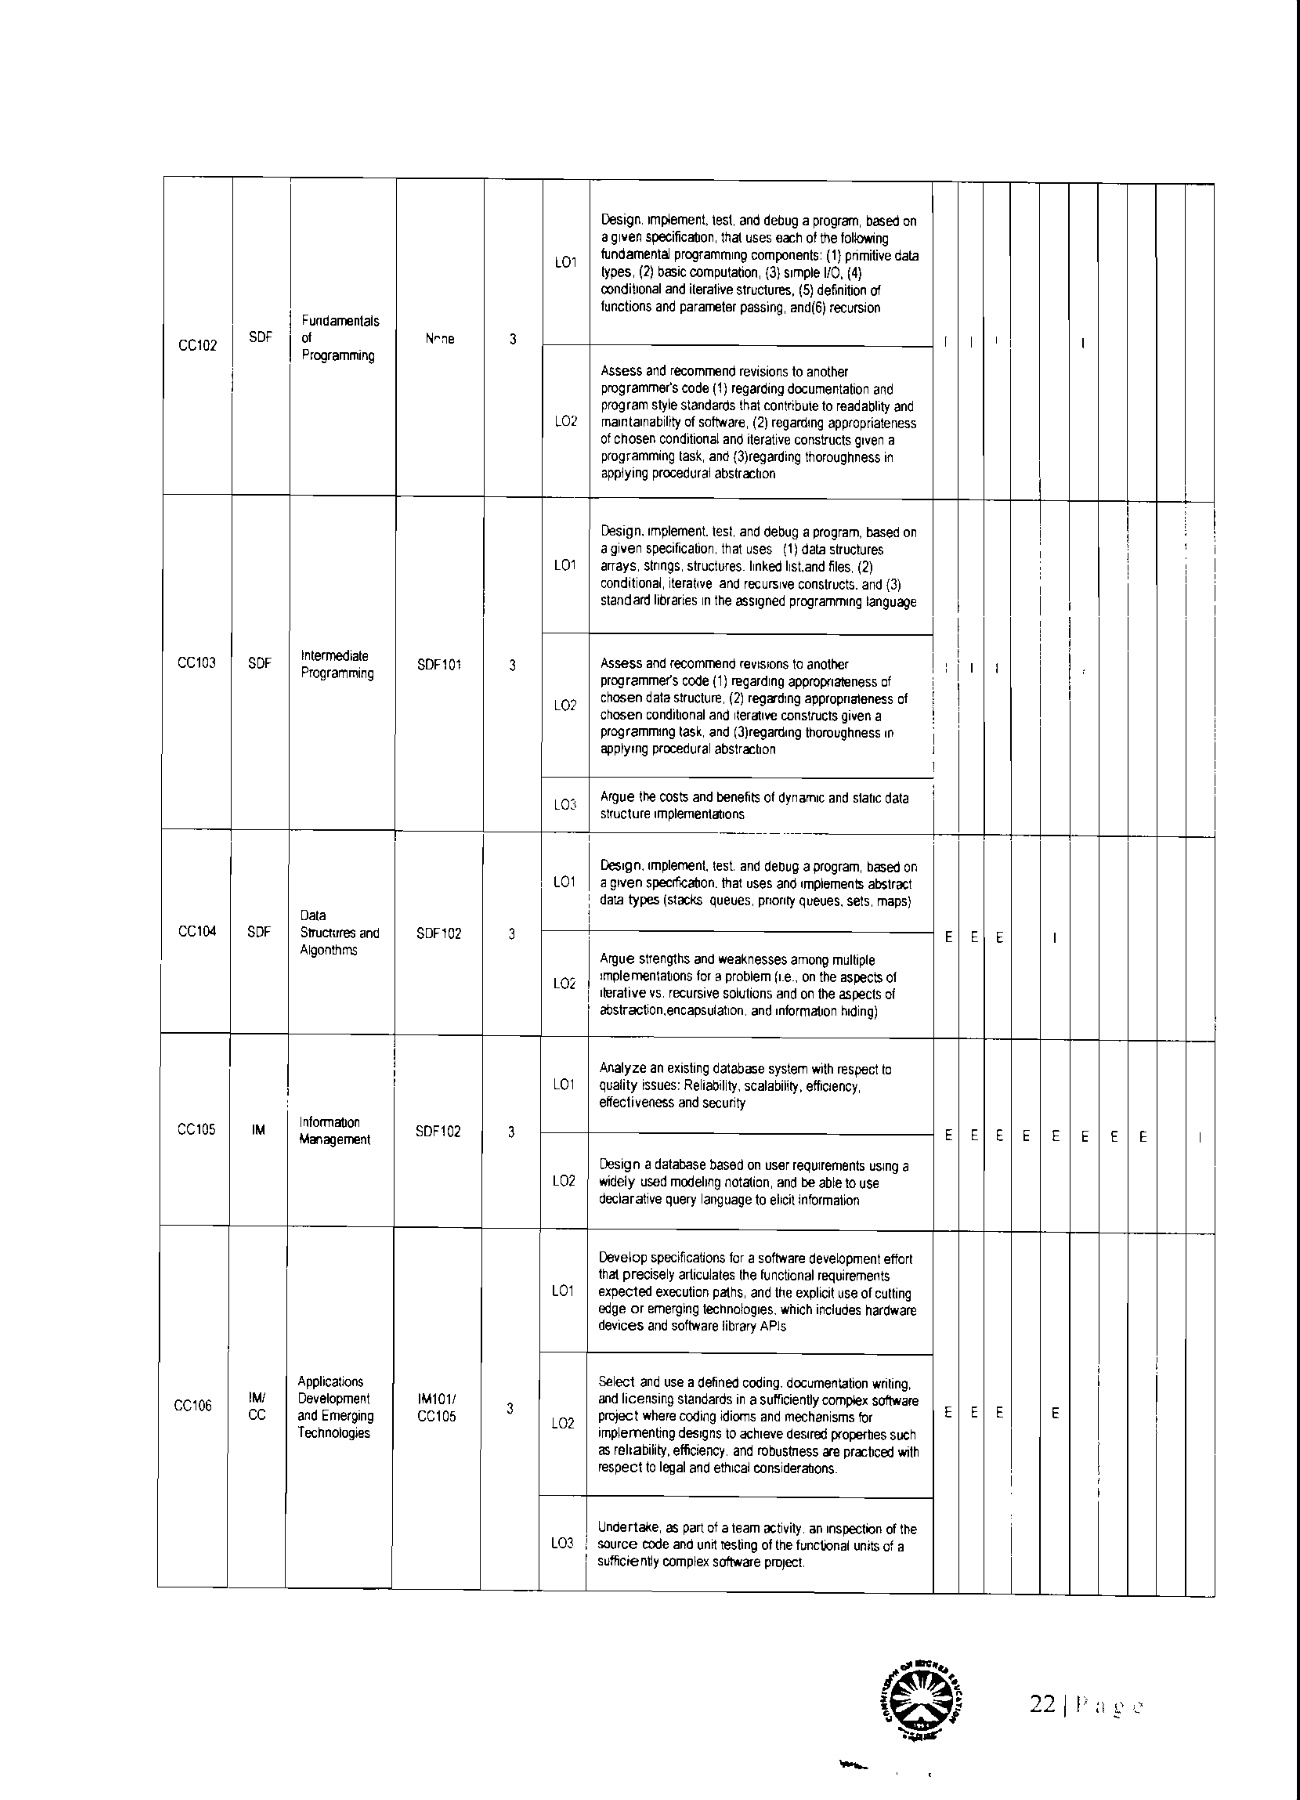 CC102
SDF
Fundamentals
of
Programming
None
3
LO1
Design, implement, test, and debug a program, based on
a given specification, that uses each of the following
fundamental programming components: (1) primitive data
types, (2) basic computation, (3) simple I/O, (4)
conditional and iterative structures, (5) definition of
functions and parameter passing, and(6) recursion
LO2
Assess and recommend revisions to another
programmer's code (1) regarding documentation and
program style standards that contribute to readablity and
maintainability of software, (2) regarding appropriateness
of chosen conditional and iterative constructs given a
programming task, and (3)regarding thoroughness in
applying procedural abstraction
I I I I
CC103
SDF
Intermediate
Programming
SDF101
3
LO1
Design, implement, test, and debug a program, based on
a given specification, that uses (1) data structures
arrays, strings, structures, linked list,and files, (2)
conditional, iterative and recursive constructs, and (3)
standard libraries in the assigned programming language
LO2
Assess and recommend revisions to another
programmer's code (1) regarding appropriateness of
chosen data structure, (2) regarding appropriateness of
chosen conditional and iterative constructs given a
programming task, and (3)regarding thoroughness in
applying procedural abstraction
LO3
Argue the costs and benefits of dynamic and static data
structure implementations
I I I
CC104
SDF
Data
Structures and
Algorithms
SDF102
3
LO1
Design, implement, test, and debug a program, based on
a given specification, that uses and implements abstract
data types (stacks queues, priority queues, sets, maps)
LO2
Argue strengths and weaknesses among multiple
implementations for a problem (i.e., on the aspects of
iterative vs. recursive solutions and on the aspects of
abstraction,encapsulation, and information hiding)
E E E I
CC105
IM
Information
Management
SDF102
3
LO1
Analyze an existing database system with respect to
quality issues: Reliability, scalability, efficiency,
effectiveness and security
LO2
Design a database based on user requirements using a
widely used modeling notation, and be able to use
declarative query language to elicit information
E E E E E E E E I
CC106
IM/
CC
Applications
Development
and Emerging
Technologies
IM101/
CC105
3
LO1
Develop specifications for a software development effort
that precisely articulates the functional requirements
expected execution paths, and the explicit use of cutting
edge or emerging technologies, which includes hardware
devices and software library APIs
LO2
Select and use a defined coding, documentation writing,
and licensing standards in a sufficiently complex software
project where coding idioms and mechanisms for
implementing designs to achieve desired properties such
as reliability, efficiency, and robustness are practiced with
respect to legal and ethical considerations.
LO3
Undertake, as part of a team activity, an inspection of the
source code and unit testing of the functional units of a
sufficiently complex software project.
E E E E
COMMISSION ON HIGHER EDUCATION
22 | Page